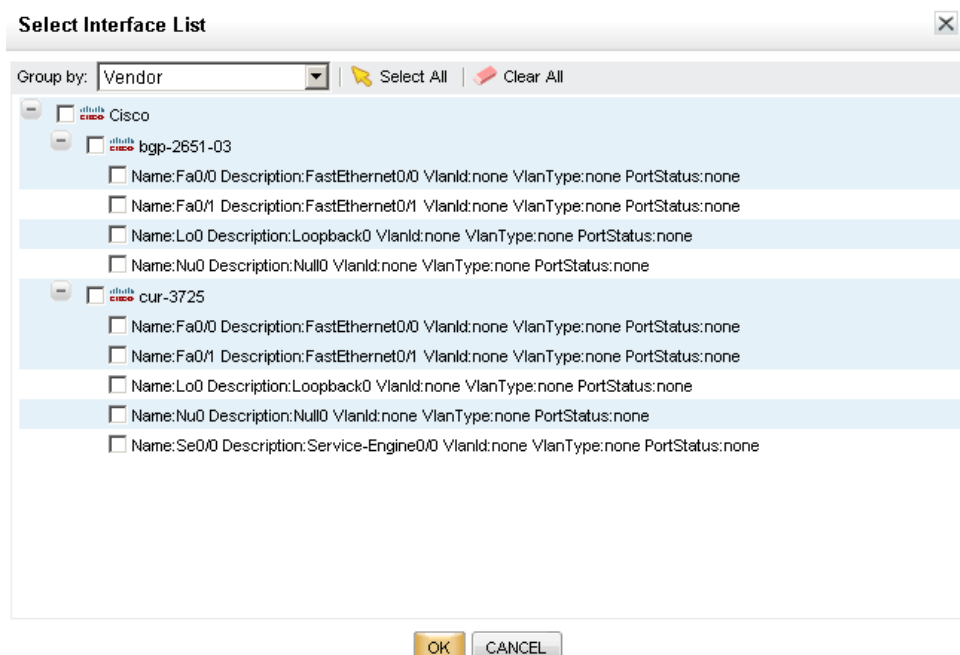 Select Interface List
Group by: Vendor Select All Clear All
Cisco
bgp-2651-03
Name:Fa0/0 Description:FastEthernet0/0 VlanId:none VlanType:none PortStatus:none
Name:Fa0/1 Description:FastEthernet0/1 VlanId:none VlanType:none PortStatus:none
Name:Lo0 Description:Loopback0 VlanId:none VlanType:none PortStatus:none
Name:Nu0 Description:Null0 VlanId:none VlanType:none PortStatus:none
cur-3725
Name:Fa0/0 Description:FastEthernet0/0 VlanId:none VlanType:none PortStatus:none
Name:Fa0/1 Description:FastEthernet0/1 VlanId:none VlanType:none PortStatus:none
Name:Lo0 Description:Loopback0 VlanId:none VlanType:none PortStatus:none
Name:Nu0 Description:Null0 VlanId:none VlanType:none PortStatus:none
Name:Se0/0 Description:Service-Engine0/0 VlanId:none VlanType:none PortStatus:none
OK CANCEL